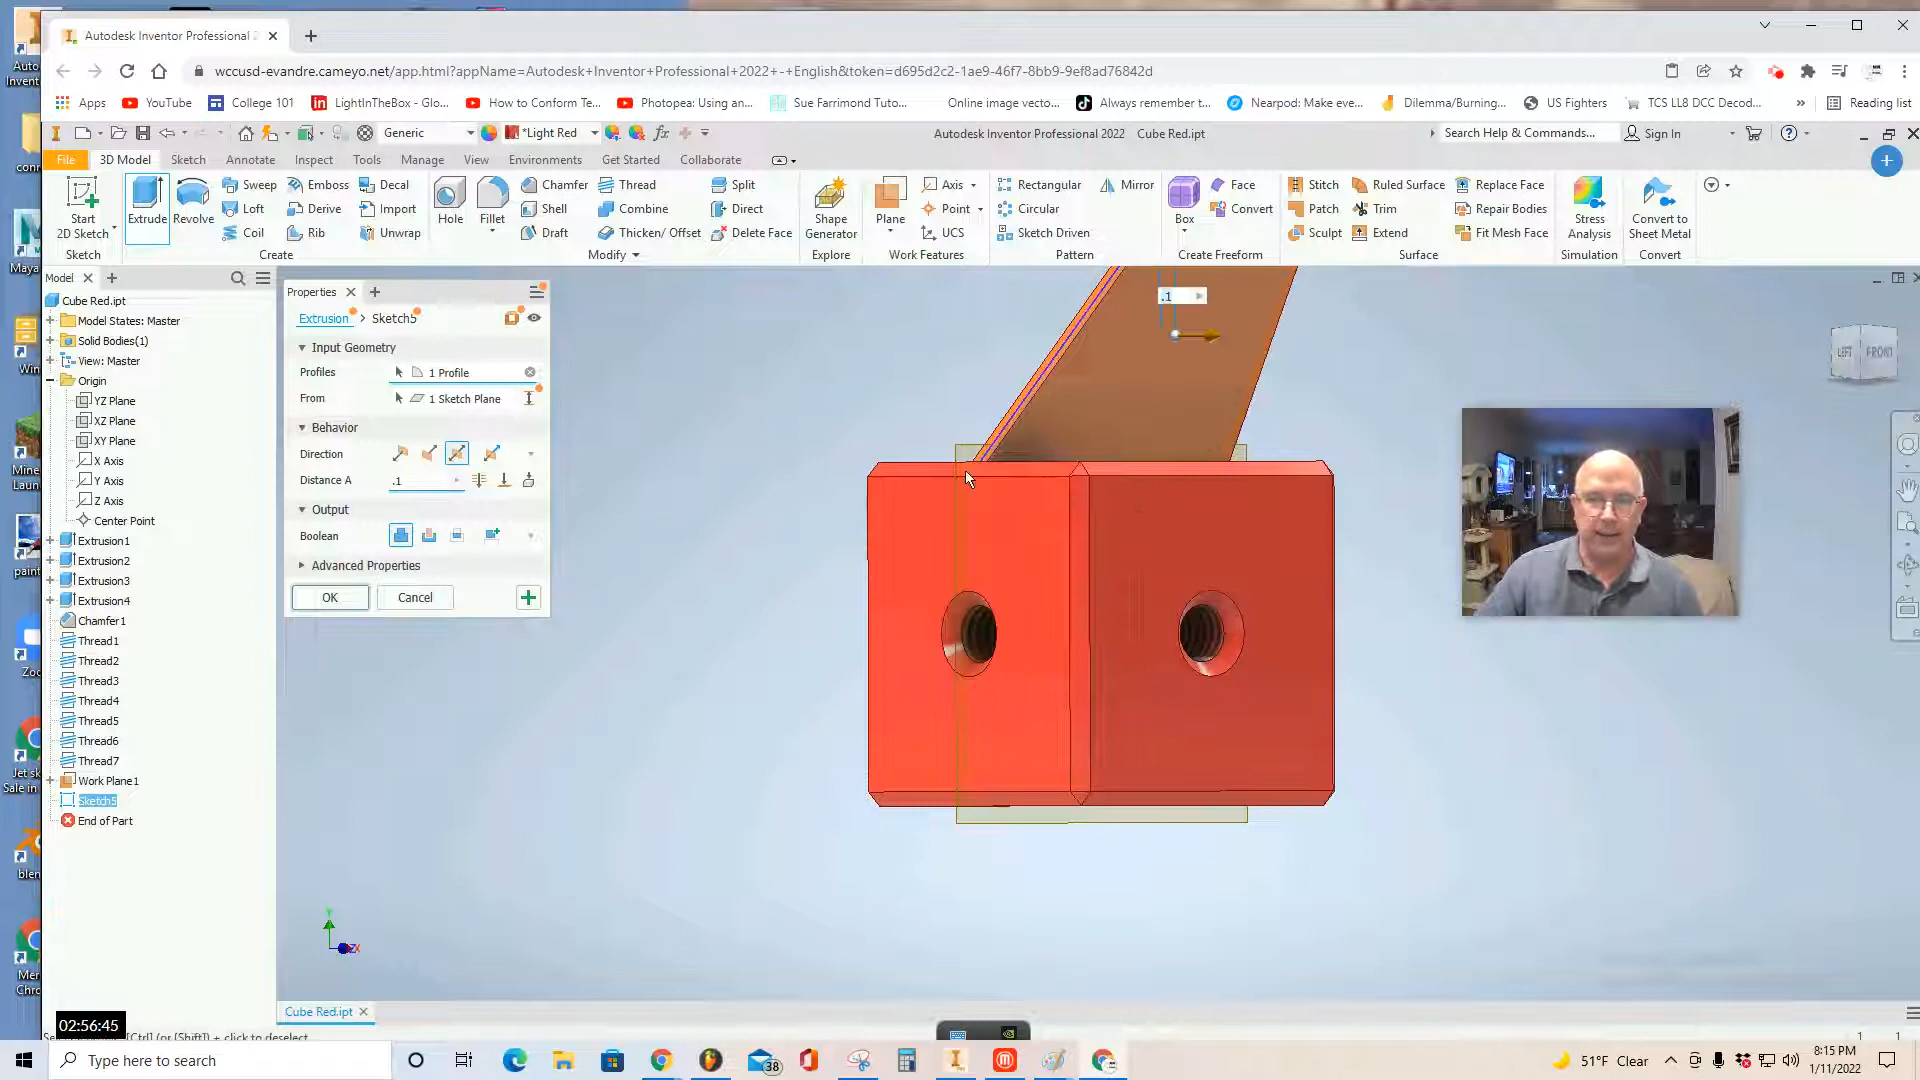 Autodesk Inventor Professional 2
wccusd-evandre.cameyo.net/app.html?appName=Autodesk+Inventor+Professional+2022+-+English&token=d695d2c2-1ae9-46f7-8bb9-9ef8ad76842d
Apps YouTube College 101 LightInTheBox - Glo... How to Conform Te... Photopea: Using an... Sue Farrimond Tuto... Online image vecto... Always remember t... Nearpod: Make eve... Dilemma/Burning... US Fighters TCS LL8 DCC Decod... » Reading list
Generic *Light Red fx Autodesk Inventor Professional 2022 Cube Red.ipt Search Help & Commands... Sign In
File 3D Model Sketch Annotate Inspect Tools Manage View Environments Get Started Collaborate
Start
2D Sketch
Sketch
Extrude
Revolve
Sweep Emboss Decal
Loft Derive Import
Coil Rib Unwrap
Create
Hole
Fillet
Chamfer Thread Split
Shell Combine Direct
Draft Thicken/ Offset Delete Face
Modify
Shape
Generator
Explore
Plane
Axis
Point
UCS
Work Features
Rectangular Mirror
Circular
Sketch Driven
Pattern
Box
Face
Convert
Create Freeform
Stitch Ruled Surface Replace Face
Patch Trim Repair Bodies
Sculpt Extend Fit Mesh Face
Surface
Stress
Analysis
Simulation
Convert to
Sheet Metal
Convert
Model
Cube Red.ipt
Model States: Master
Solid Bodies(1)
View: Master
Origin
YZ Plane
XZ Plane
XY Plane
X Axis
Y Axis
Z Axis
Center Point
Extrusion1
Extrusion2
Extrusion3
Extrusion4
Chamfer1
Thread1
Thread2
Thread3
Thread4
Thread5
Thread6
Thread7
Work Plane1
Sketch5
End of Part
Properties
Extrusion > Sketch5
Input Geometry
Profiles 1 Profile
From 1 Sketch Plane
Behavior
Direction
Distance A .1
Output
Boolean
Advanced Properties
OK Cancel
.1
LEFT FRONT
Cube Red.ipt
02:56:45
[Ctrl] (or [Shift]) + click to deselect
1 1
Type here to search
38
51°F Clear
8:15 PM
1/11/2022